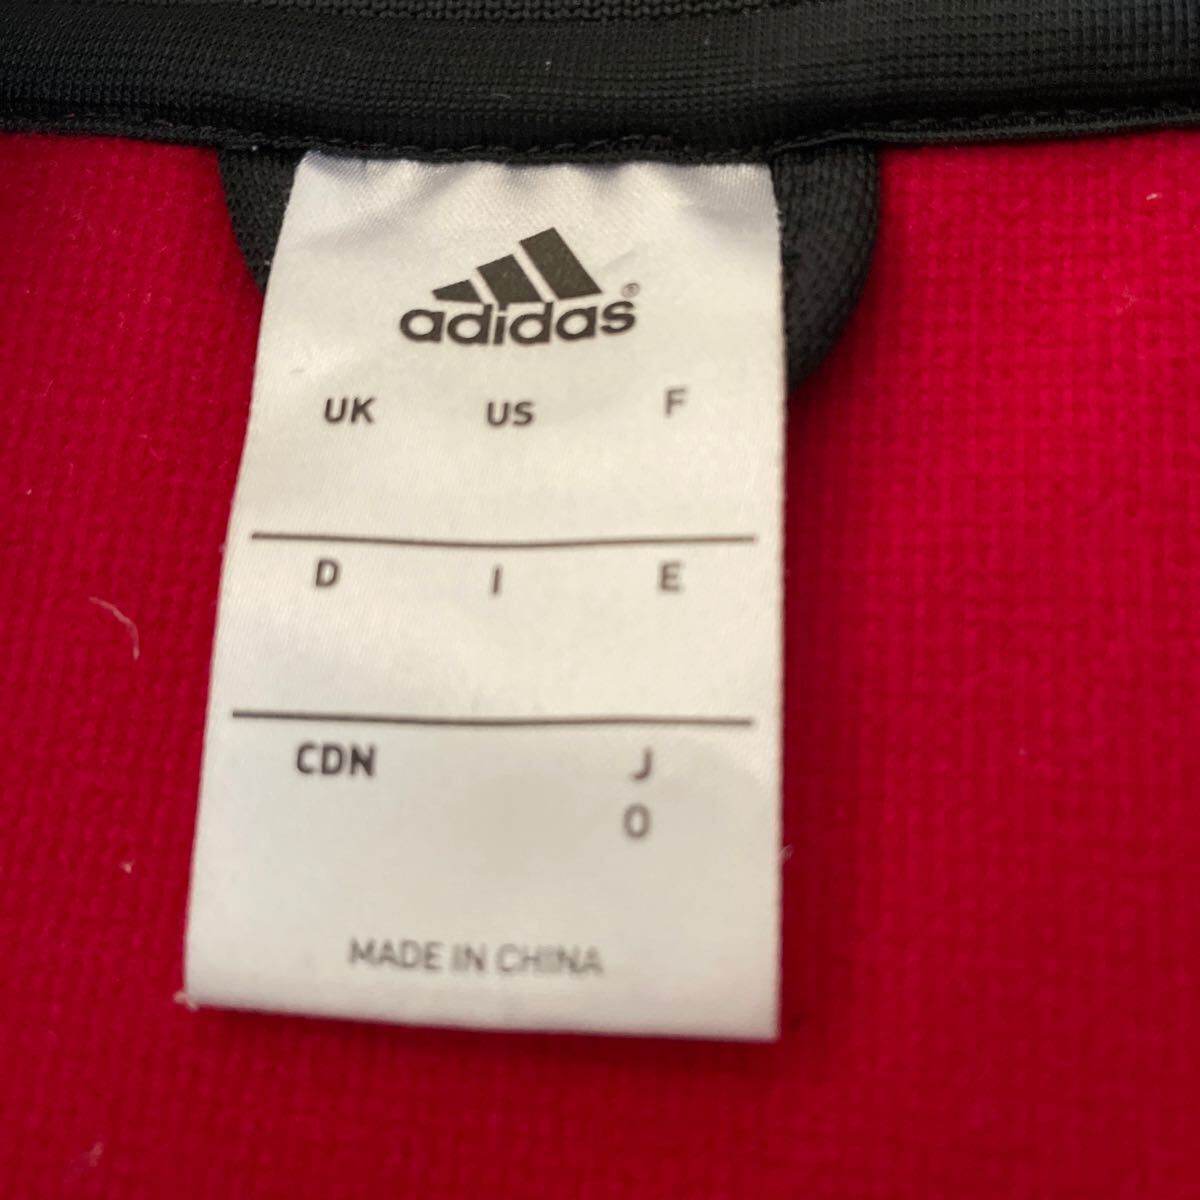 adidas®
UK US F
D I E
CDN J
O
MADE IN CHINA